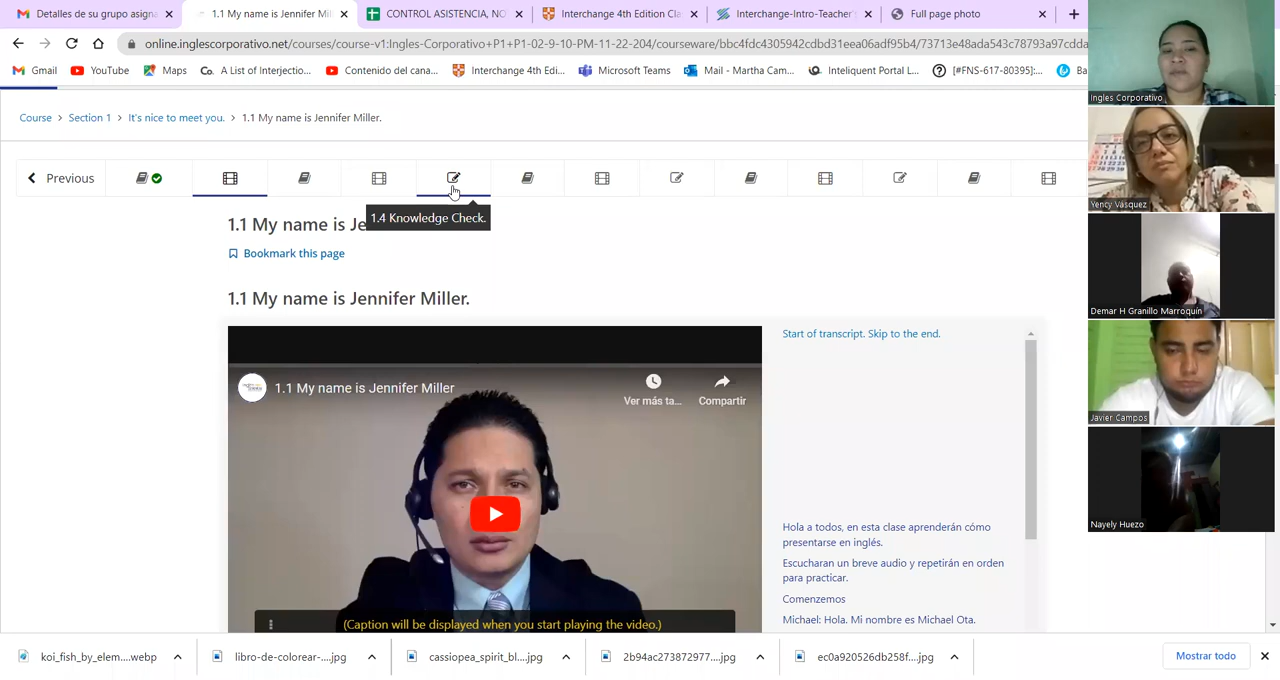 Detalles de su grupo asigna
1.1 My name is Jennifer Mil
CONTROL ASISTENCIA, NO
Interchange 4th Edition Cla
Interchange-Intro-Teacher'
Full page photo
online.inglescorporativo.net/courses/course-v1:Ingles-Corporativo+P1+P1-02-9-10-PM-11-22-204/courseware/bbc4fdc4305942cdbd31eea06adf95b4/73713e48ada543c78793a97cdda
Gmail
YouTube
Maps
Co.
A List of Interjectio...
Contenido del cana...
Interchange 4th Edi...
Microsoft Teams
Mail - Martha Cam...
Inteliquent Portal L...
[#FNS-617-80395]:...
Ba
Course > Section 1 > It's nice to meet you. > 1.1 My name is Jennifer Miller.
Previous
1.4 Knowledge Check.
1.1 My name is Je
Bookmark this page
1.1 My name is Jennifer Miller.
1.1 My name is Jennifer Miller
Ver más ta...
Compartir
(Caption will be displayed when you start playing the video.)
Start of transcript. Skip to the end.
Hola a todos, en esta clase aprenderán cómo
presentarse en inglés.
Escucharan un breve audio y repetirán en orden
para practicar.
Comenzemos
Michael: Hola. Mi nombre es Michael Ota.
Ingles Corporativo
Yency Vásquez
Demar H Granillo Marroquin
Javier Campos
Nayely Huezo
koi_fish_by_elem....webp
libro-de-colorear-....jpg
cassiopea_spirit_bl....jpg
2b94ac273872977....jpg
ec0a920526db258f....jpg
Mostrar todo